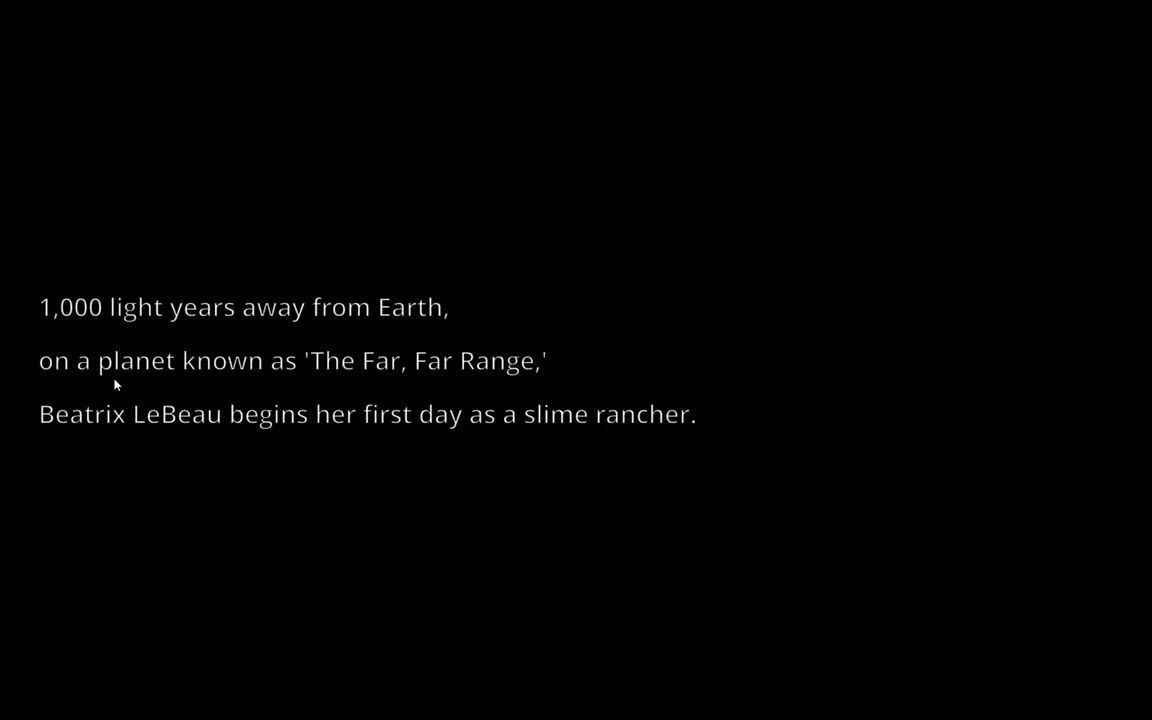 1,000 light years away from Earth,
on a planet known as 'The Far, Far Range,'
Beatrix LeBeau begins her first day as a slime rancher.